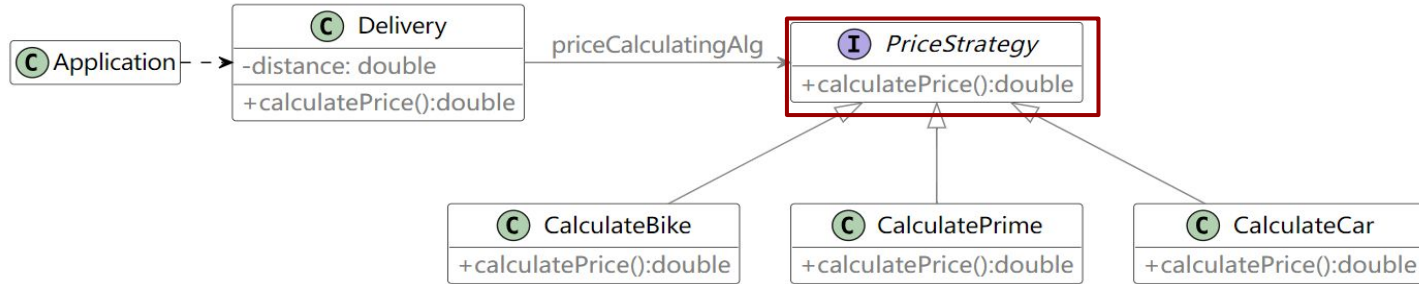 C Delivery
-distance: double
+calculatePrice():double
C Application
priceCalculatingAlg
I PriceStrategy
+calculatePrice():double
C CalculateBike
+calculatePrice():double
C CalculatePrime
+calculatePrice():double
C CalculateCar
+calculatePrice():double